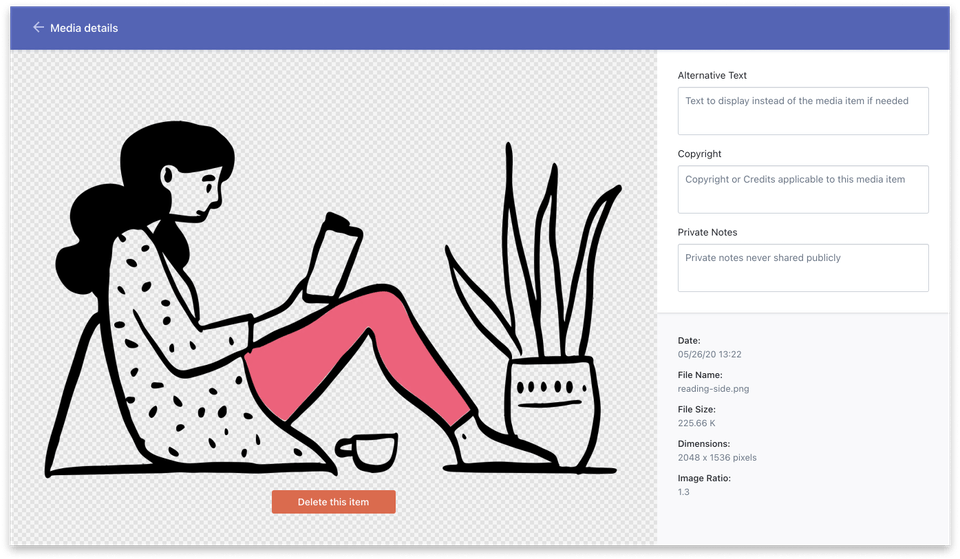 Media details
Alternative Text
Text to display instead of the media item if needed
Copyright
Copyright or Credits applicable to this media item
Private Notes
Private notes never shared publicly
Date:
05/26/20 13:22
File Name:
reading-side.png
File Size:
225.66 K
Dimensions:
2048 x 1536 pixels
Image Ratio:
1.3
Delete this item